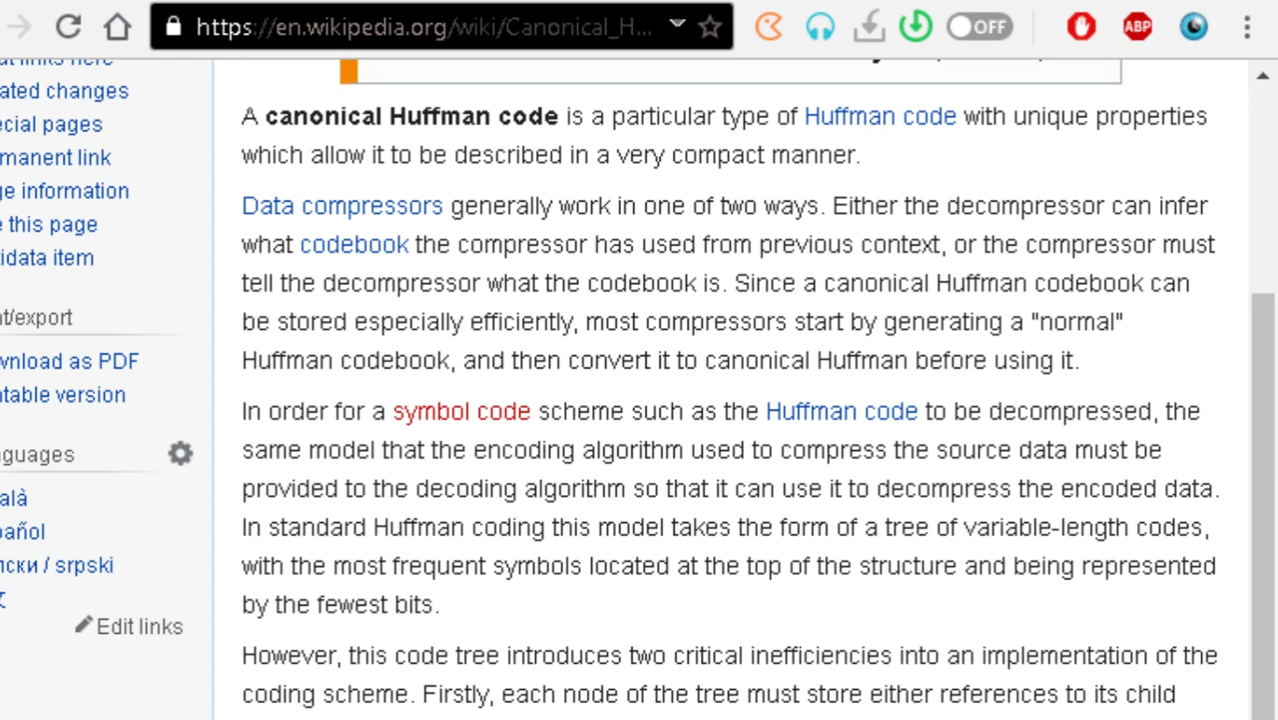 https://en.wikipedia.org/wiki/Canonical_H...
OFF
ABP
ated changes
ecial pages
manent link
ge information
e this page
idata item
nt/export
wnload as PDF
ntable version
nguages
alà
pañol
пски / srpski
文
Edit links
A canonical Huffman code is a particular type of Huffman code with unique properties
which allow it to be described in a very compact manner.
Data compressors generally work in one of two ways. Either the decompressor can infer
what codebook the compressor has used from previous context, or the compressor must
tell the decompressor what the codebook is. Since a canonical Huffman codebook can
be stored especially efficiently, most compressors start by generating a "normal"
Huffman codebook, and then convert it to canonical Huffman before using it.
In order for a symbol code scheme such as the Huffman code to be decompressed, the
same model that the encoding algorithm used to compress the source data must be
provided to the decoding algorithm so that it can use it to decompress the encoded data.
In standard Huffman coding this model takes the form of a tree of variable-length codes,
with the most frequent symbols located at the top of the structure and being represented
by the fewest bits.
However, this code tree introduces two critical inefficiencies into an implementation of the
coding scheme. Firstly, each node of the tree must store either references to its child